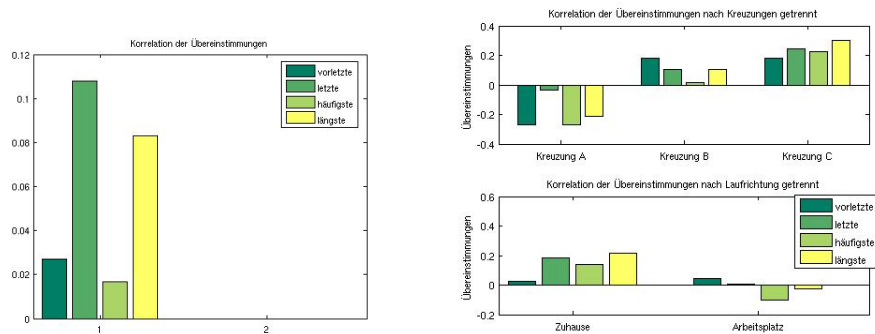 Korrelation der Übereinstimmungen
0.12
0.1
0.08
0.06
0.04
0.02
0
1
2
vorletzte
letzte
häufigste
längste
Korrelation der Übereinstimmungen nach Kreuzungen getrennt
Übereinstimmungen
0.4
0.2
0
-0.2
-0.4
Kreuzung A
Kreuzung B
Kreuzung C
Korrelation der Übereinstimmungen nach Laufrichtung getrennt
Übereinstimmungen
0.6
0.4
0.2
0
-0.2
Zuhause
Arbeitsplatz
vorletzte
letzte
häufigste
längste